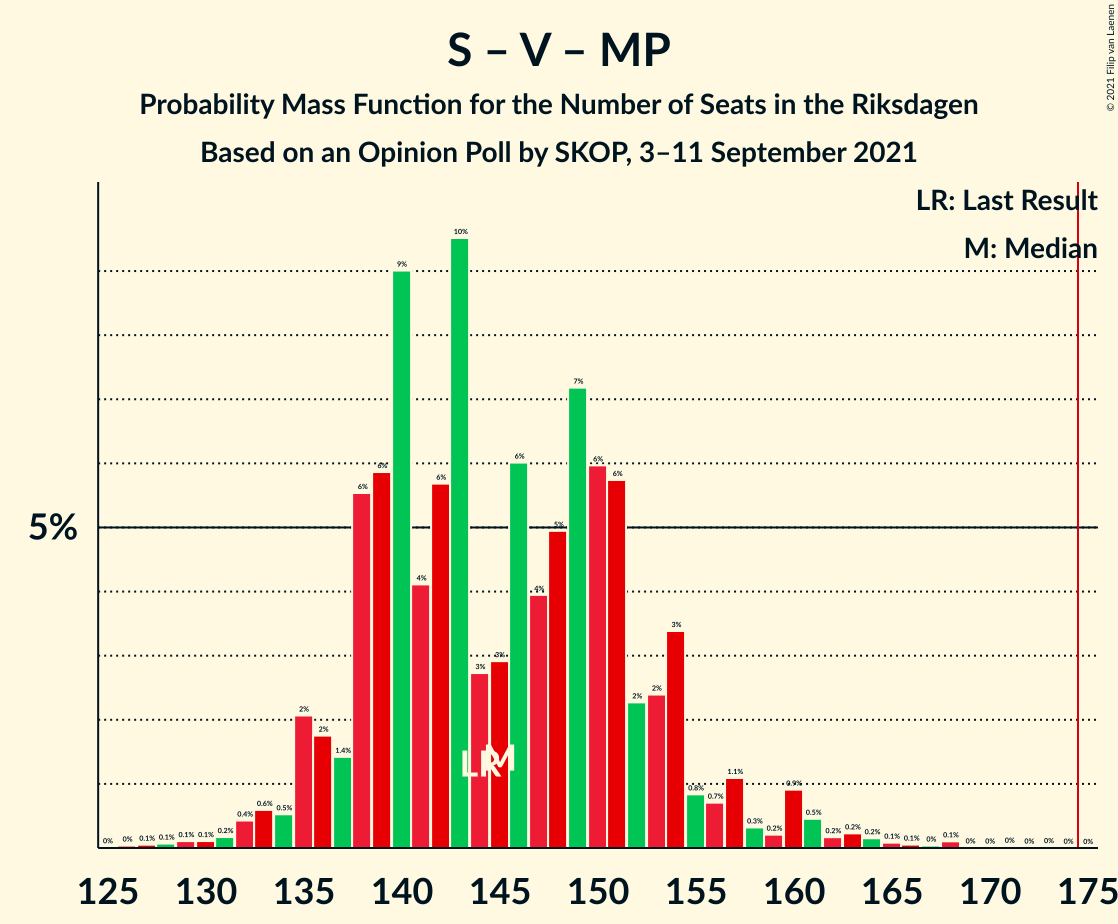 S – V – MP
Probability Mass Function for the Number of Seats in the Riksdagen
Based on an Opinion Poll by SKOP, 3–11 September 2021
© 2021 Filip van Laenen
LR: Last Result
M: Median
5%
0% 0% 0.1% 0.1% 0.1% 0.1% 0.2% 0.4% 0.6% 0.5% 2% 2% 1.4% 6% 6% 9% 4% 6% 10% 3% 3% 6% 4% 5% 7% 6% 6% 2% 2% 3% 0.8% 0.7% 1.1% 0.3% 0.2% 0.9% 0.5% 0.2% 0.2% 0.2% 0.1% 0.1% 0% 0.1% 0% 0% 0% 0% 0% 0% 0%
LR M
125 130 135 140 145 150 155 160 165 170 175